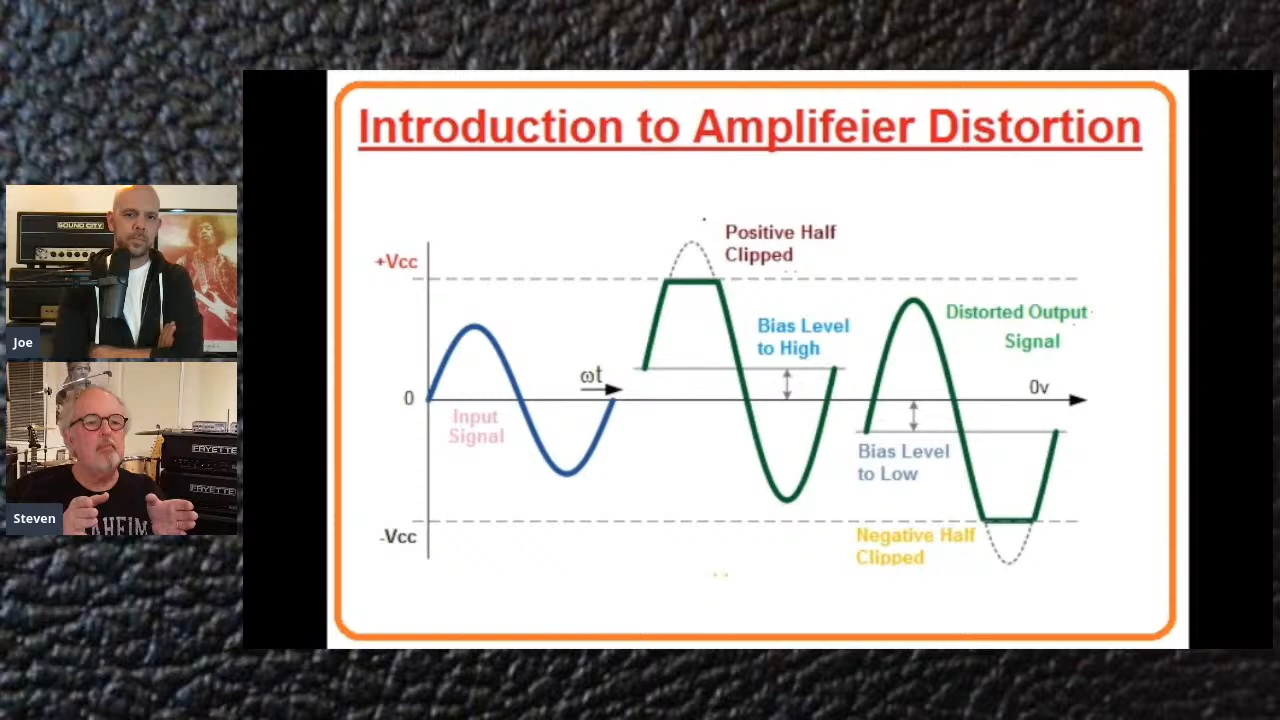 Introduction to Amplifeier Distortion
Positive Half
Clipped
+Vcc
Bias Level
to High
Distorted Output
Signal
ωt
0v
0
Input
Signal
Bias Level
to Low
-Vcc
Negative Half
Clipped
SOUND CITY
Joe
FRYETTE
FRYETTE
AHEIM
Steven